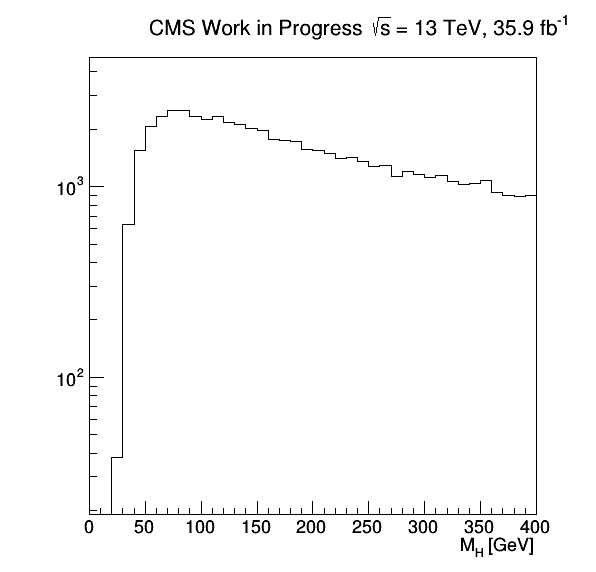 CMS Work in Progress √s = 13 TeV, 35.9 fb⁻¹
10³
10²
0 50 100 150 200 250 300 350 400
M_H [GeV]